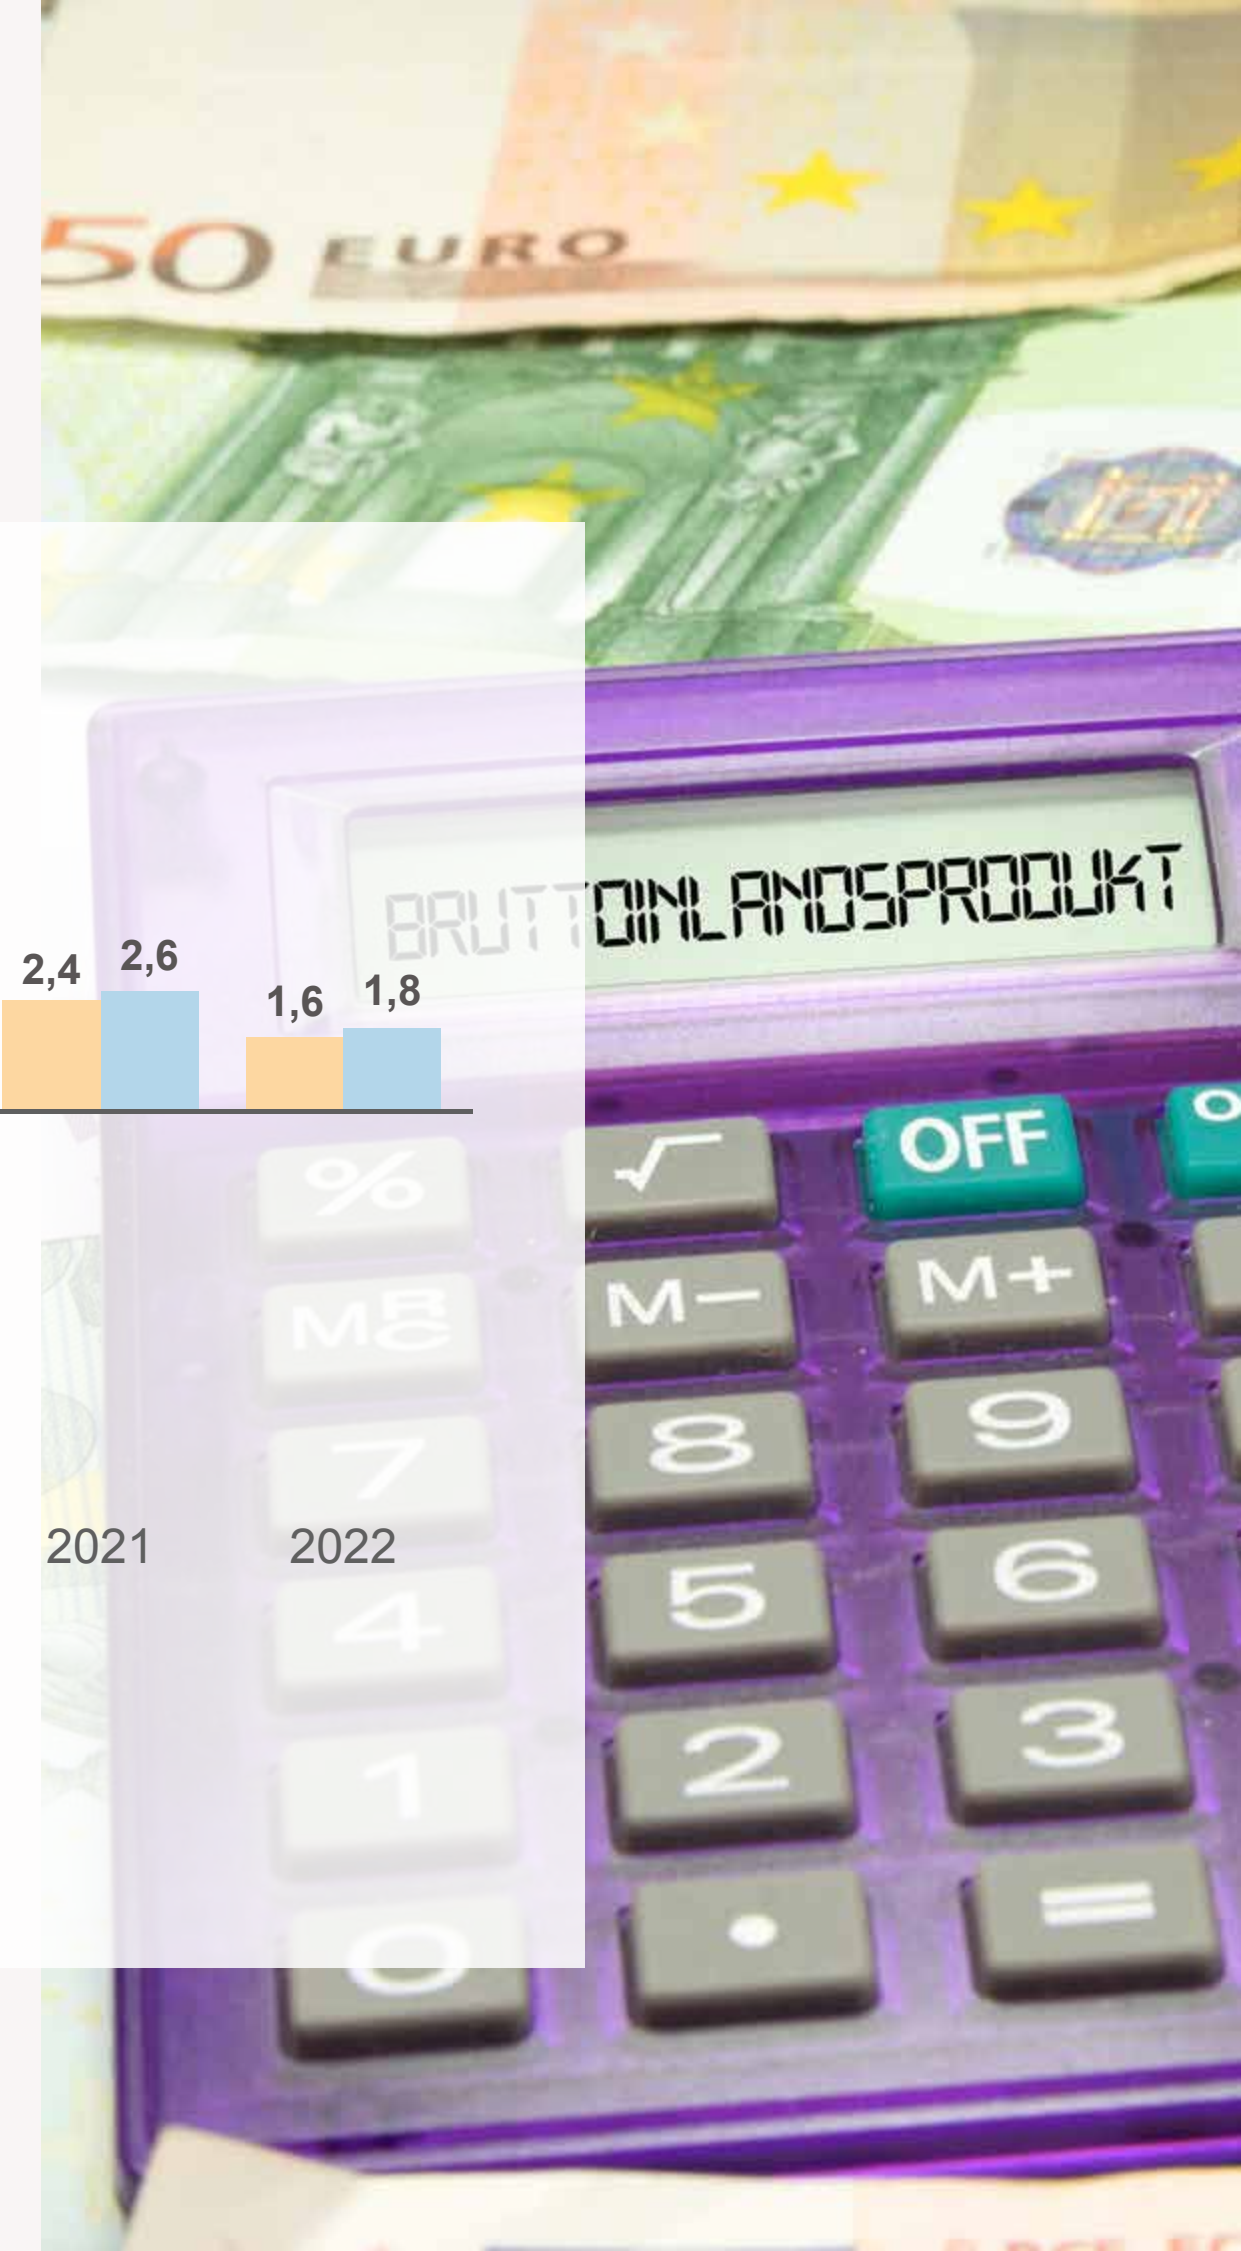 50 EURO
BRUTTOINLANDSPRODUKT
2,4 2,6 1,6 1,8
% √ OFF
MRC M− M+
7 8 9
2021 2022
4 5 6
1 2 3
0 . =